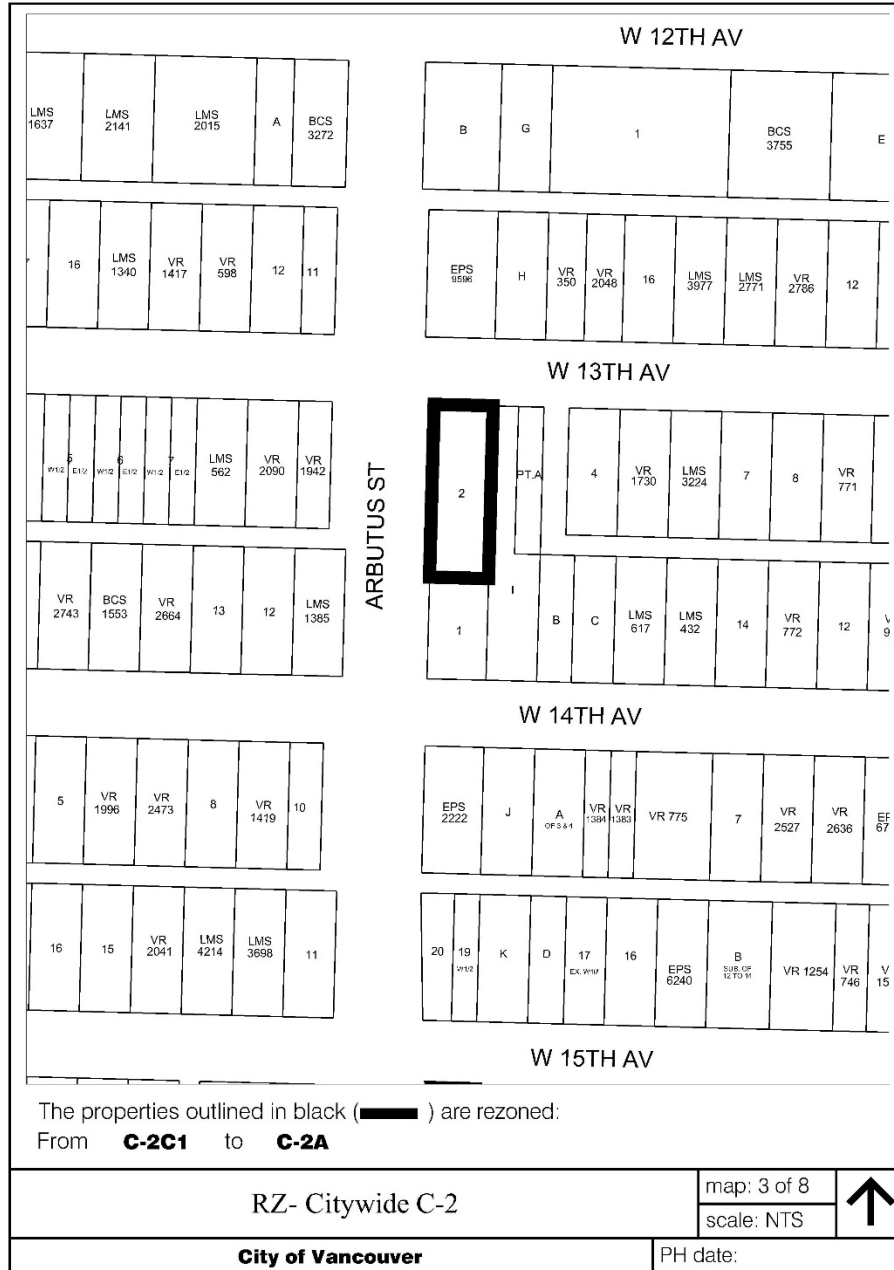 W 12TH AV
LMS
1637
LMS
2141
LMS
2015
A
BCS
3272
B
G
1
BCS
3755
E
16
LMS
1340
VR
1417
VR
598
12
11
EPS
9596
H
VR
350
VR
2048
16
LMS
3977
LMS
2771
VR
2786
12
W 13TH AV
5
W1/2
E1/2
6
W1/2
E1/2
7
W1/2
E1/2
LMS
562
VR
2090
VR
1942
ARBUTUS ST
2
PT.A
4
VR
1730
LMS
3224
7
8
VR
771
VR
2743
BCS
1553
VR
2664
13
12
LMS
1385
1
I
B
C
LMS
617
LMS
432
14
VR
772
12
V
9
W 14TH AV
5
VR
1996
VR
2473
8
VR
1419
10
EPS
2222
J
A
OF 3 & 4
VR
1384
VR
1383
VR 775
7
VR
2527
VR
2636
EP
67
16
15
VR
2041
LMS
4214
LMS
3698
11
20
19
W1/2
K
D
17
EX. W10'
16
EPS
6240
B
SUB. OF
12 TO 14
VR 1254
VR
746
V
15
W 15TH AV
The properties outlined in black ( ) are rezoned:
From C-2C1 to C-2A
RZ- Citywide C-2
map: 3 of 8
scale: NTS
City of Vancouver
PH date: